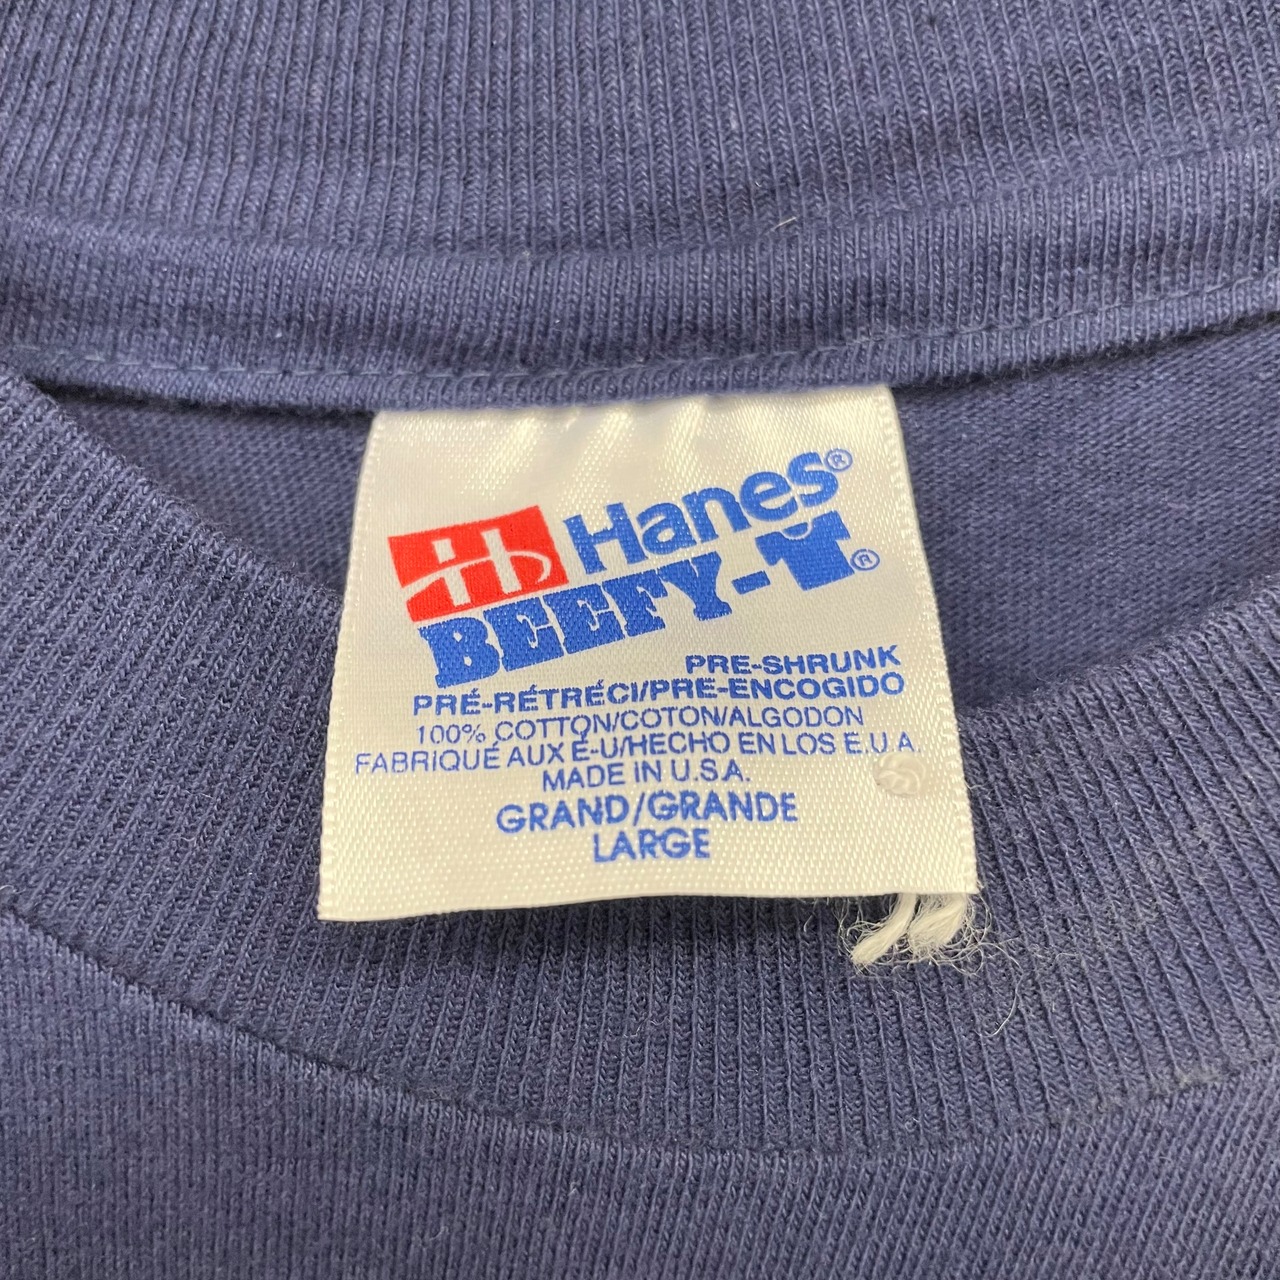 Hanes®
BEEFY-T®
PRE-SHRUNK
PRÉ-RÉTRÉCI/PRE-ENCOGIDO
100% COTTON/COTON/ALGODON
FABRIQUÉ AUX É-U/HECHO EN LOS E.U.A.
MADE IN U.S.A.
GRAND/GRANDE
LARGE